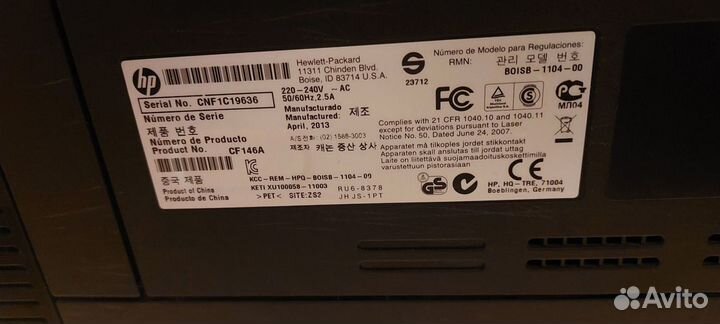 hp
Hewlett-Packard
11311 Chinden Blvd.
Boise, ID 83714 U.S.A.
Serial No. CNF1C19636
Número de Serie
제품 번호
Número de Producto
Product No. CF146A
중국 제품
Product of China
Producto de China
220-240V ~ AC
50/60Hz, 2.5A
Manufacturado 제조
Manufactured
April, 2013
A/S전화: (02) 1588-3003
제조자 캐논 중산 상사
KCC-REM-HPQ-BOISB-1104-09
KETI XU100058-11003 RU6-8378
>PET< SITE:ZS2 JHJS-1PT
23712
Número de Modelo para Regulaciones:
RMN: 관리 모델 번호
BOISB-1104-00
FC
S
МЛ04
Complies with 21 CFR 1040.10 and 1040.11
except for deviations pursuant to Laser
Notice No. 50, Dated June 24, 2007.
Apparatet må tilkoples jordet stikkontakt
Apparaten skall anslutas till jordat uttag
Laite on liitettävä suojamaadoituskoskettimilla
varustettuun pistorasiaan
GS
N
CE
HP, HQ-TRE, 71004
Boeblingen, Germany
Avito